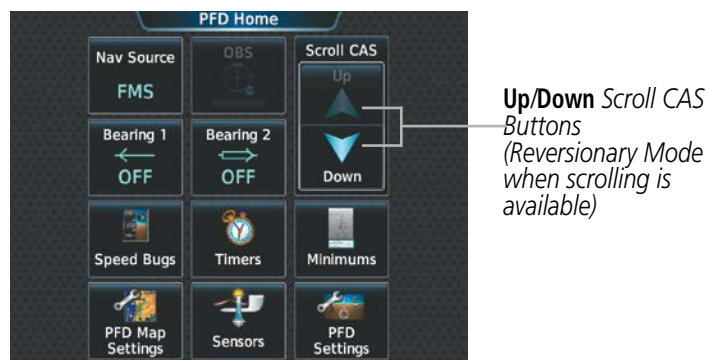 PFD Home
Nav Source
FMS
OBS
Scroll CAS
Up
Down
Bearing 1
OFF
Bearing 2
OFF
Speed Bugs
Timers
Minimums
PFD Map
Settings
Sensors
PFD
Settings
Up/Down Scroll CAS
Buttons
(Reversionary Mode
when scrolling is
available)